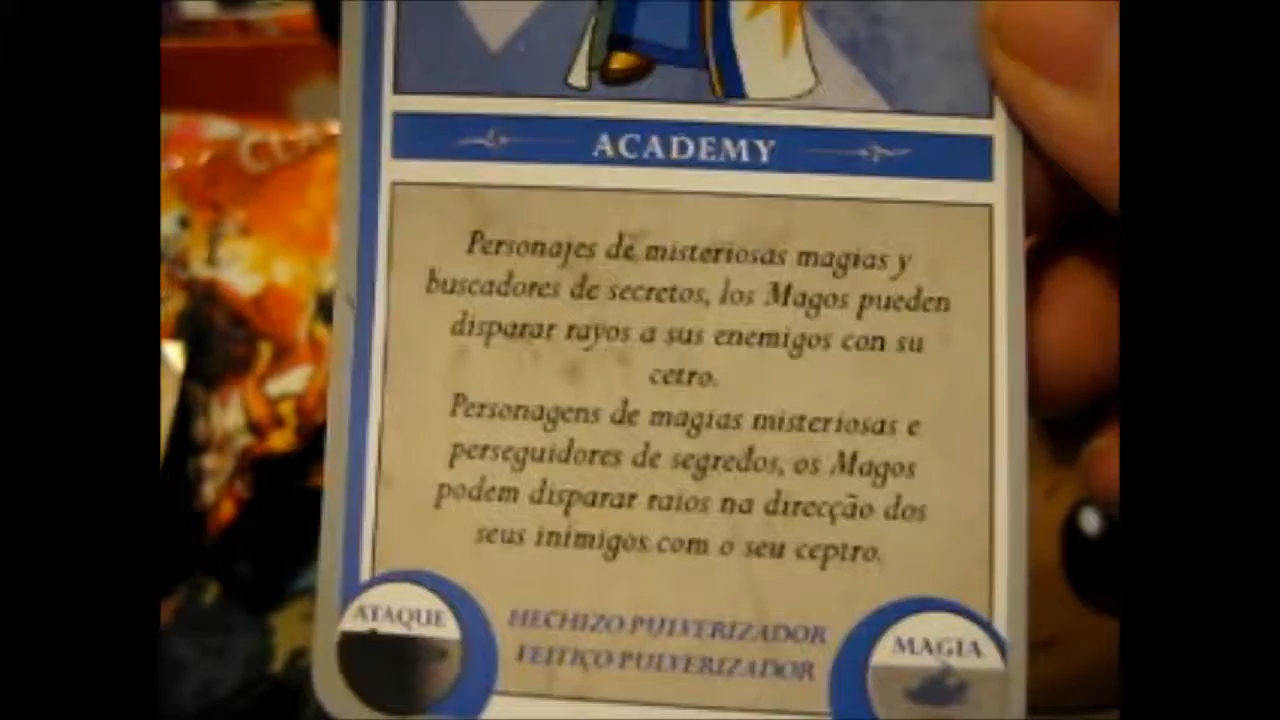 ACADEMY
Personajes de misteriosas magias y
buscadores de secretos, los Magos pueden
disparar rayos a sus enemigos con su
cetro.
Personagens de magias misteriosas e
perseguidores de segredos, os Magos
podem disparar raios na direcção dos
seus inimigos com o seu ceptro.
ATAQUE
HECHIZO PULVERIZADOR
FEITIÇO PULVERIZADOR
MAGIA